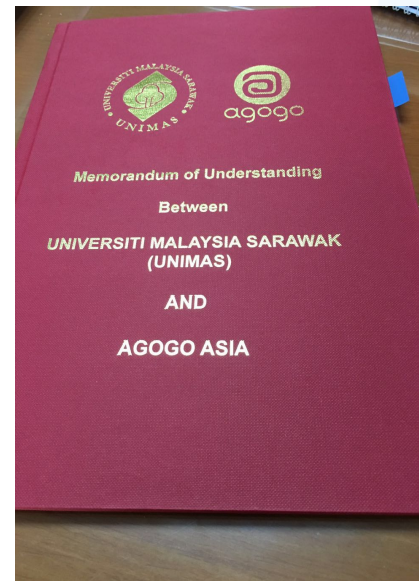 UNIVERSITI MALAYSIA SARAWAK
UNIMAS
agogo
Memorandum of Understanding
Between
UNIVERSITI MALAYSIA SARAWAK
(UNIMAS)
AND
AGOGO ASIA